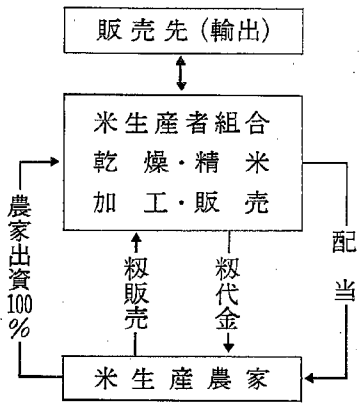 販売先(輸出)
米生産者組合
乾燥・精米
加工・販売
農家出資100%
籾販売
籾代金
配当
米生産農家